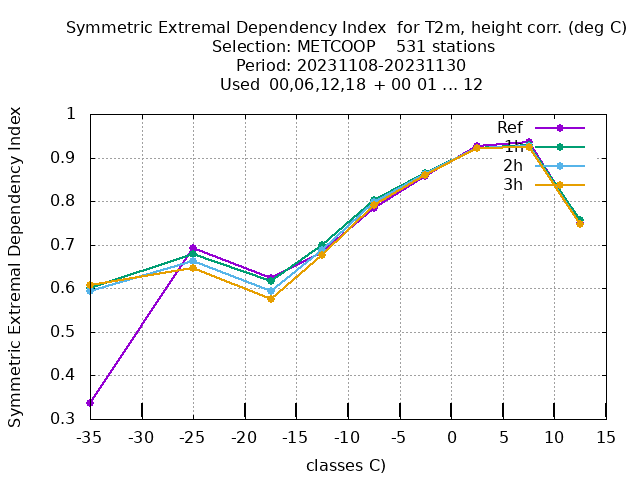 Symmetric Extremal Dependency Index  for T2m, height corr. (deg C)
Selection: METCOOP    531 stations
Period: 20231108-20231130
Used  00,06,12,18  + 00 01 ... 12
Symmetric Extremal Dependency Index
1
0.9
0.8
0.7
0.6
0.5
0.4
0.3
Ref
1h
2h
3h
-35 -30 -25 -20 -15 -10 -5 0 5 10 15
classes C)